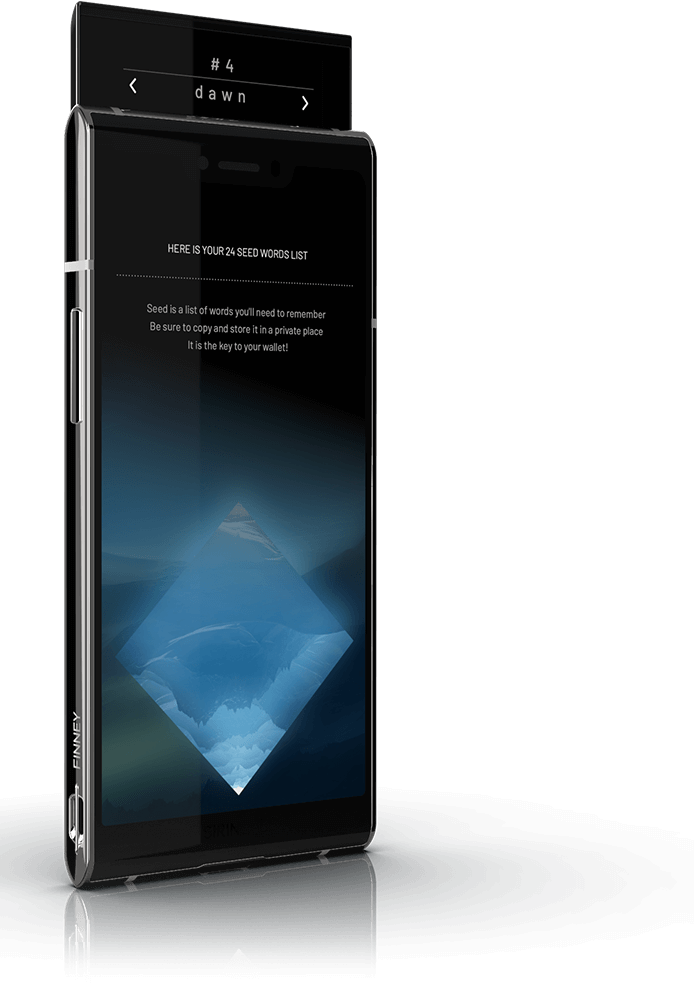 # 4
dawn
HERE IS YOUR 24 SEED WORDS LIST
Seed is a list of words you'll need to remember
Be sure to copy and store it in a private place
It is the key to your wallet!
FINNEY